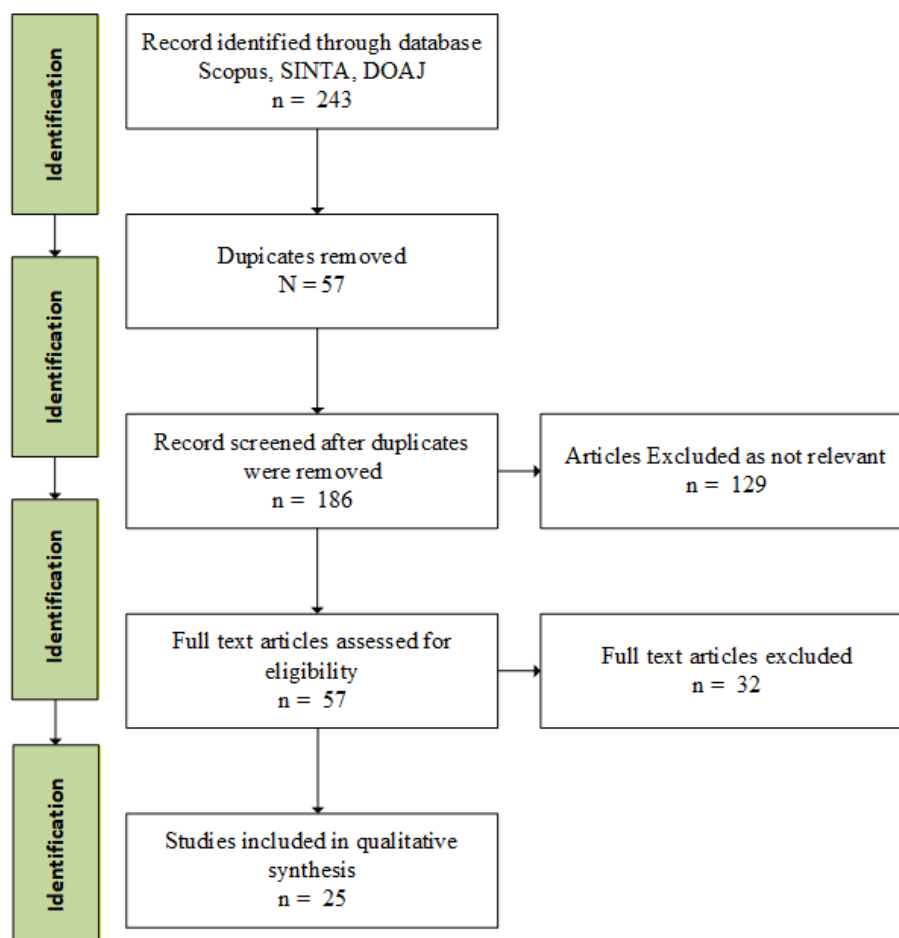 Identification
Record identified through database
Scopus, SINTA, DOAJ
n = 243
Identification
Dupicates removed
N = 57
Record screened after duplicates
were removed
n = 186
Articles Excluded as not relevant
n = 129
Identification
Full text articles assessed for
eligibility
n = 57
Full text articles excluded
n = 32
Identification
Studies included in qualitative
synthesis
n = 25